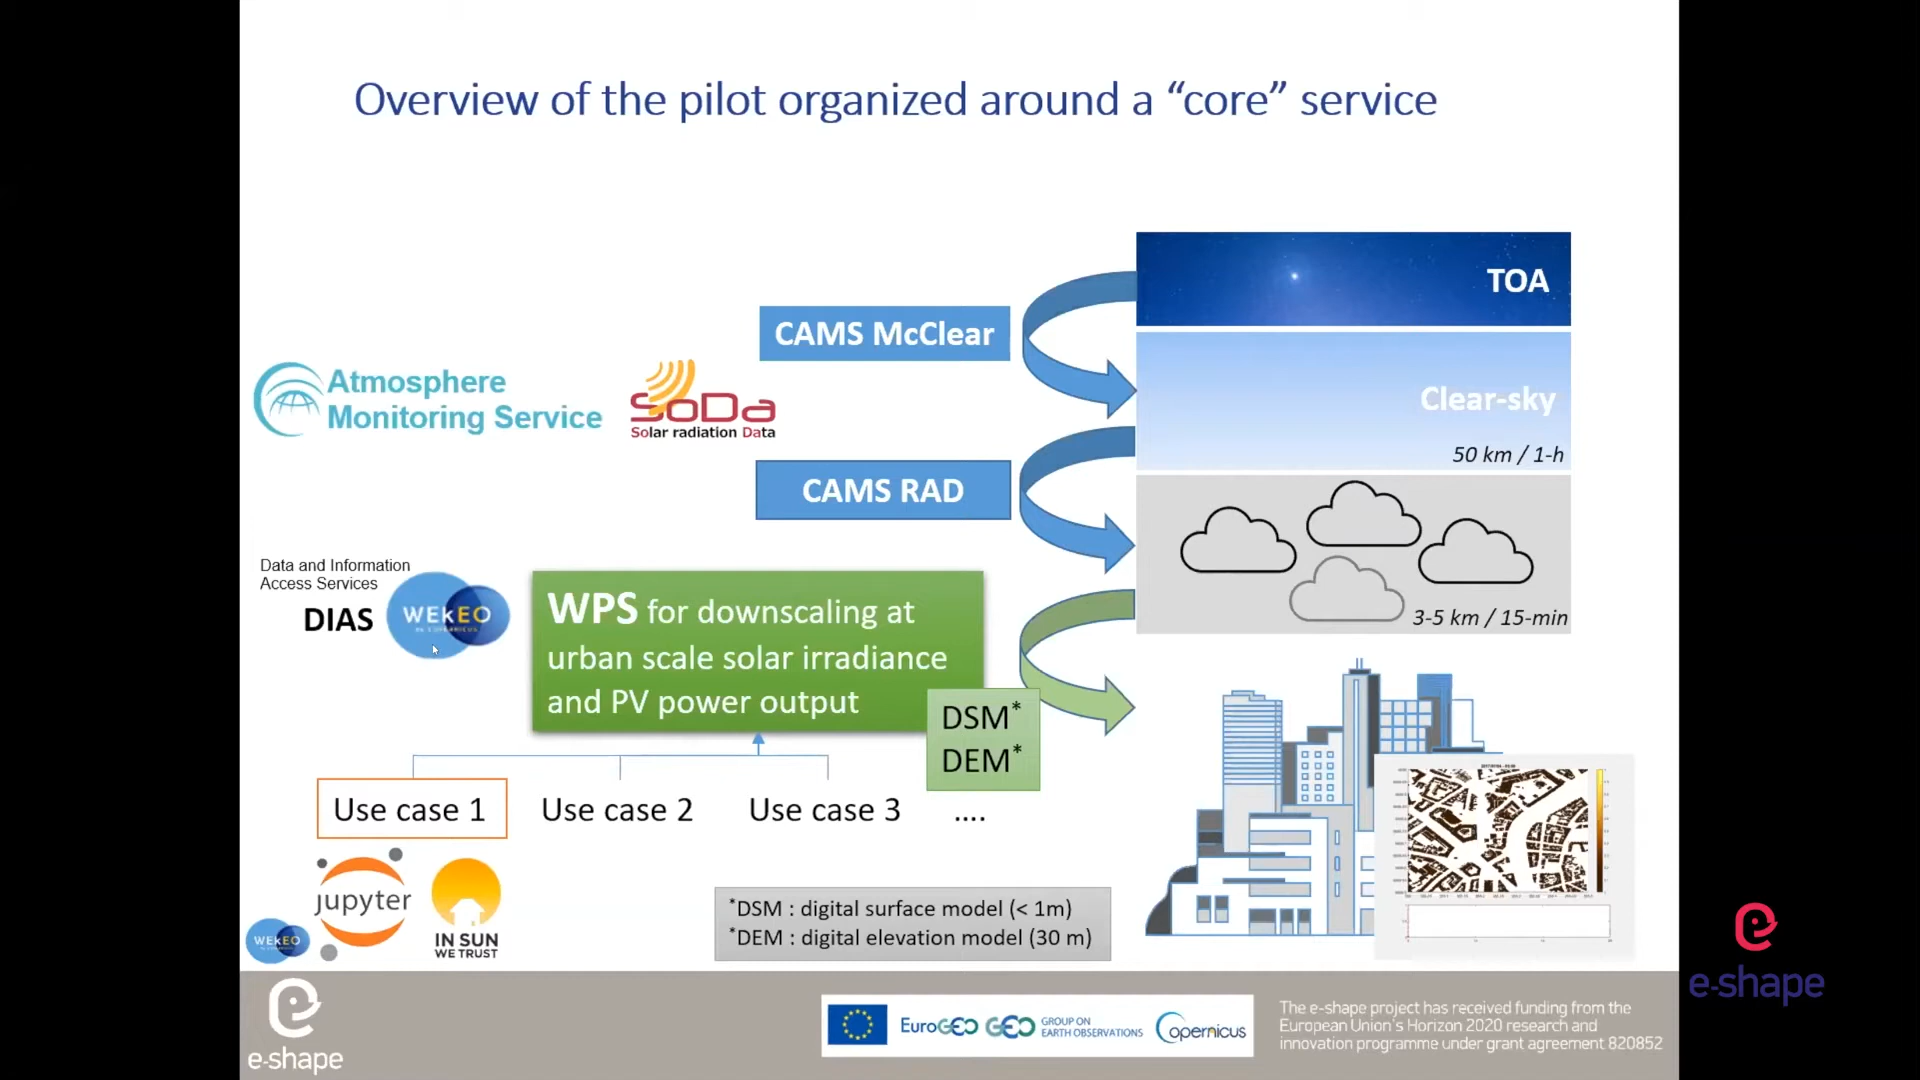 Overview of the pilot organized around a “core” service
TOA
CAMS McClear
Clear-sky
50 km / 1-h
Atmosphere
Monitoring Service
SoDa
Solar radiation Data
CAMS RAD
3-5 km / 15-min
Data and Information
Access Services
DIAS
WEkEO
WPS for downscaling at
urban scale solar irradiance
and PV power output
DSM*
DEM*
Use case 1
Use case 2
Use case 3
....
jupyter
WEkEO
IN SUN
WE TRUST
*DSM : digital surface model (< 1m)
*DEM : digital elevation model (30 m)
e-shape
e-shape
EuroGEO
GEO
GROUP ON
EARTH OBSERVATIONS
Copernicus
The e-shape project has received funding from the
European Union's Horizon 2020 research and
innovation programme under grant agreement 820852